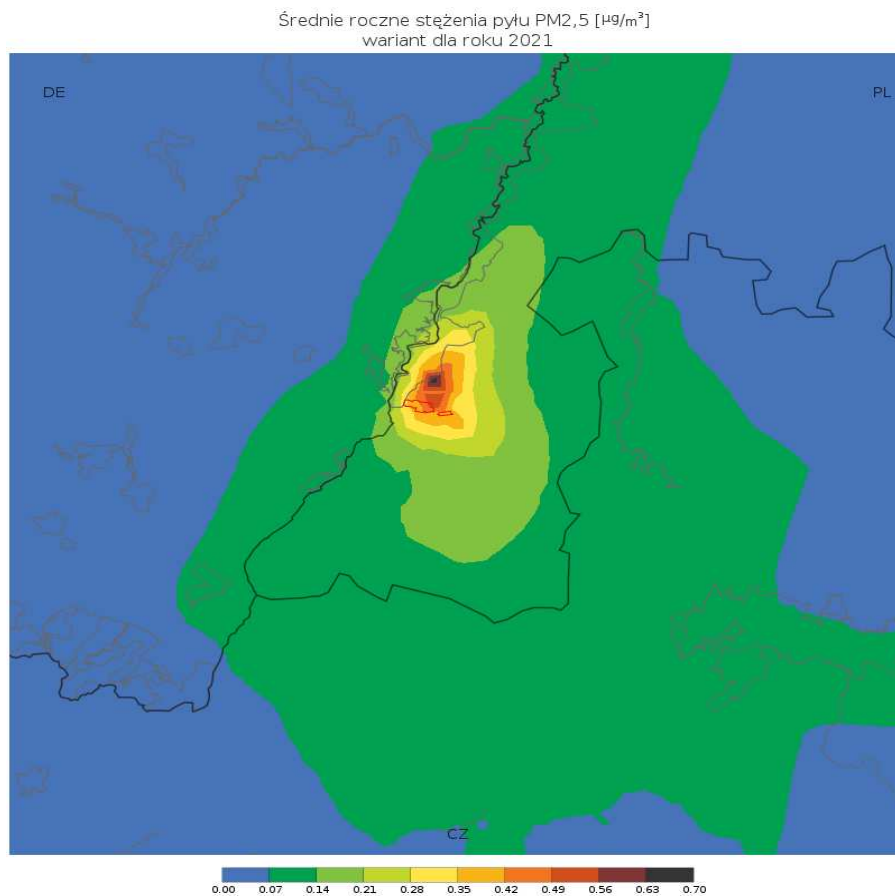 Średnie roczne stężenia pyłu PM2,5 [µg/m³]
wariant dla roku 2021
DE
PL
CZ
0.00 0.07 0.14 0.21 0.28 0.35 0.42 0.49 0.56 0.63 0.70